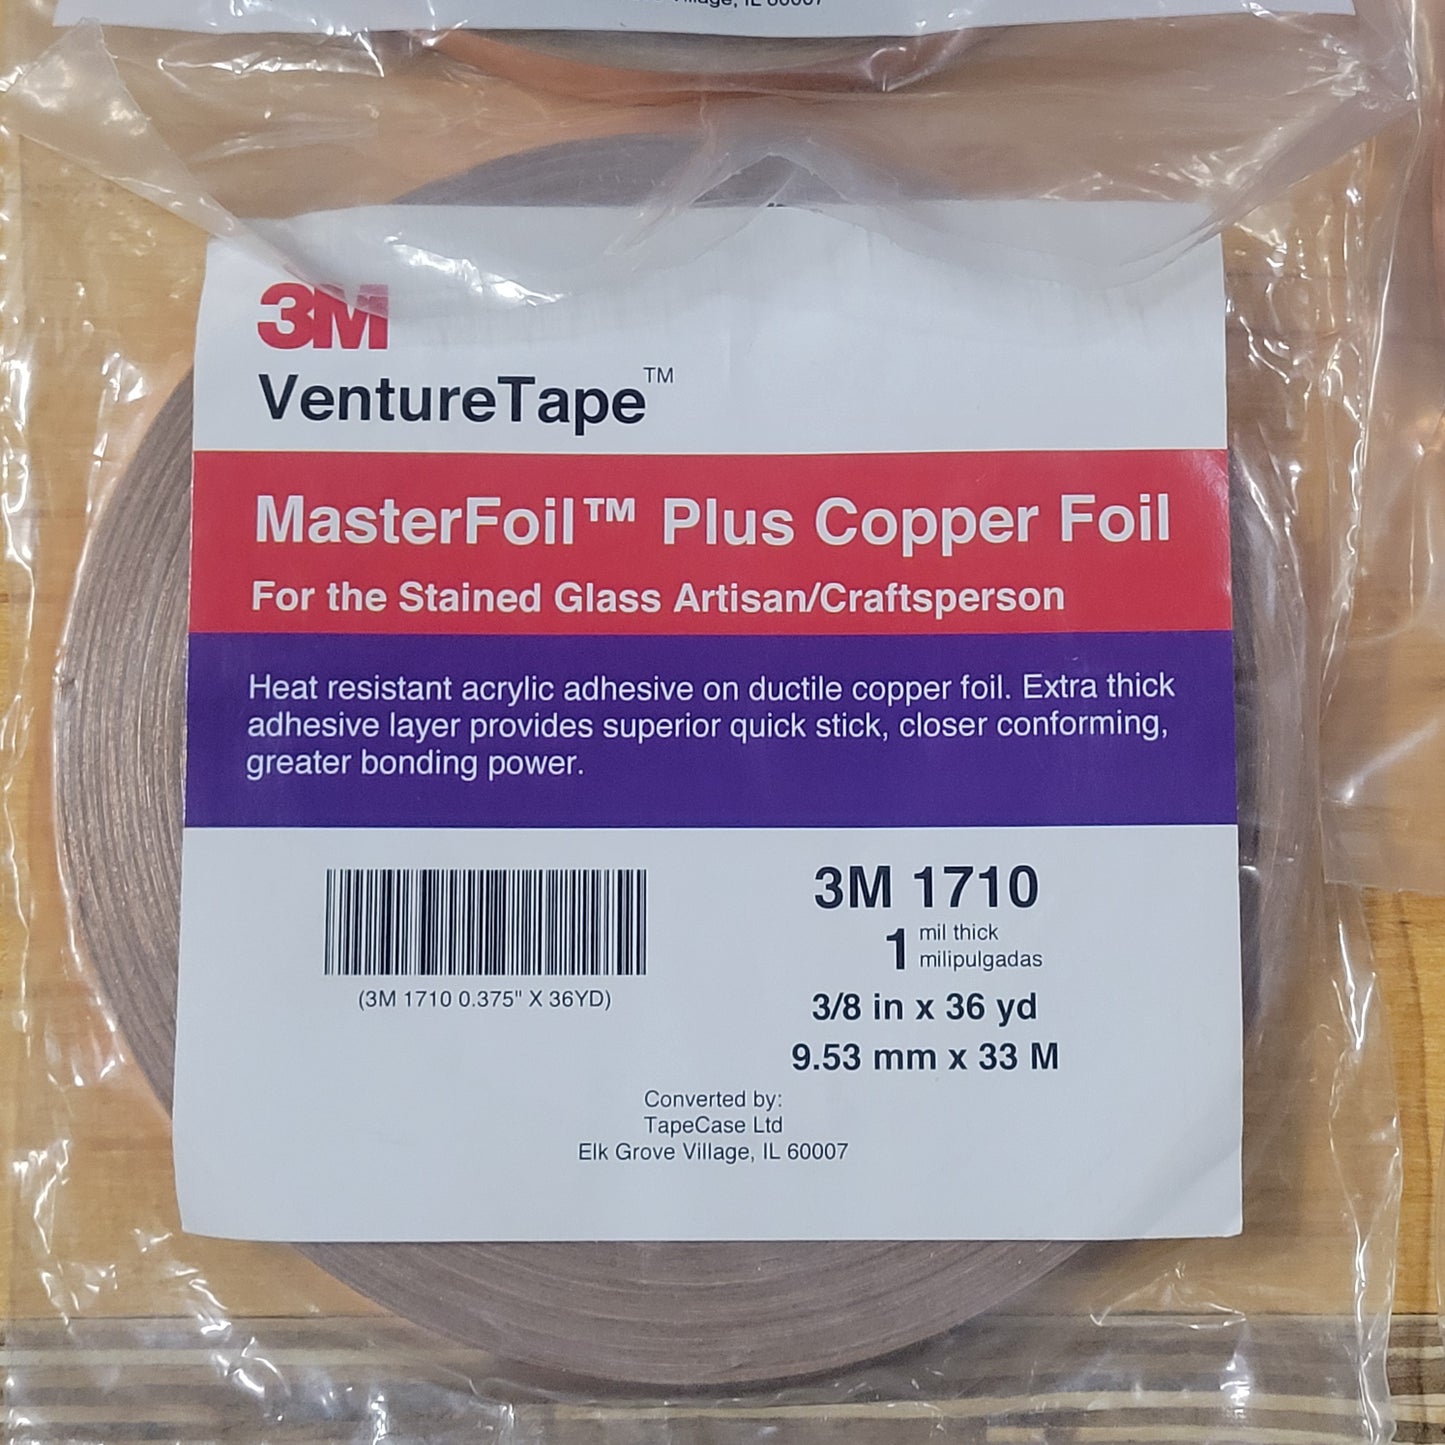 Village, IL 60007
3M
VentureTape™
MasterFoil™ Plus Copper Foil
For the Stained Glass Artisan/Craftsperson
Heat resistant acrylic adhesive on ductile copper foil. Extra thick
adhesive layer provides superior quick stick, closer conforming,
greater bonding power.
(3M 1710 0.375" X 36YD)
3M 1710
1 mil thick
milipulgadas
3/8 in x 36 yd
9.53 mm x 33 M
Converted by:
TapeCase Ltd
Elk Grove Village, IL 60007